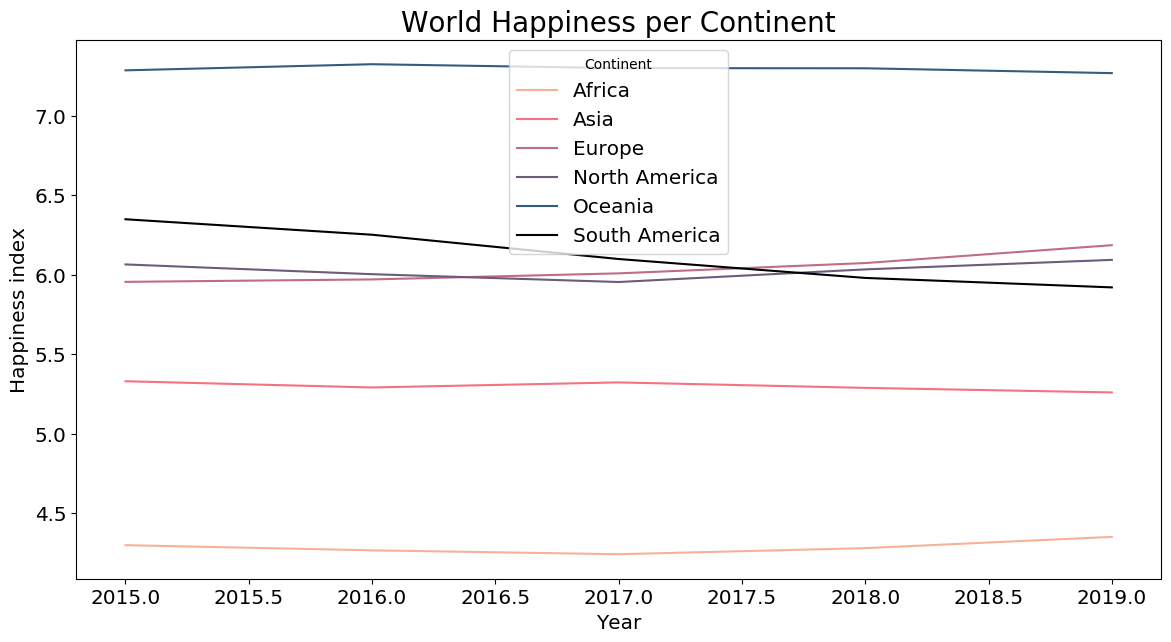 World Happiness per Continent
Continent
Africa
Asia
Europe
North America
Oceania
South America
Happiness index
7.0
6.5
6.0
5.5
5.0
4.5
2015.0 2015.5 2016.0 2016.5 2017.0 2017.5 2018.0 2018.5 2019.0
Year